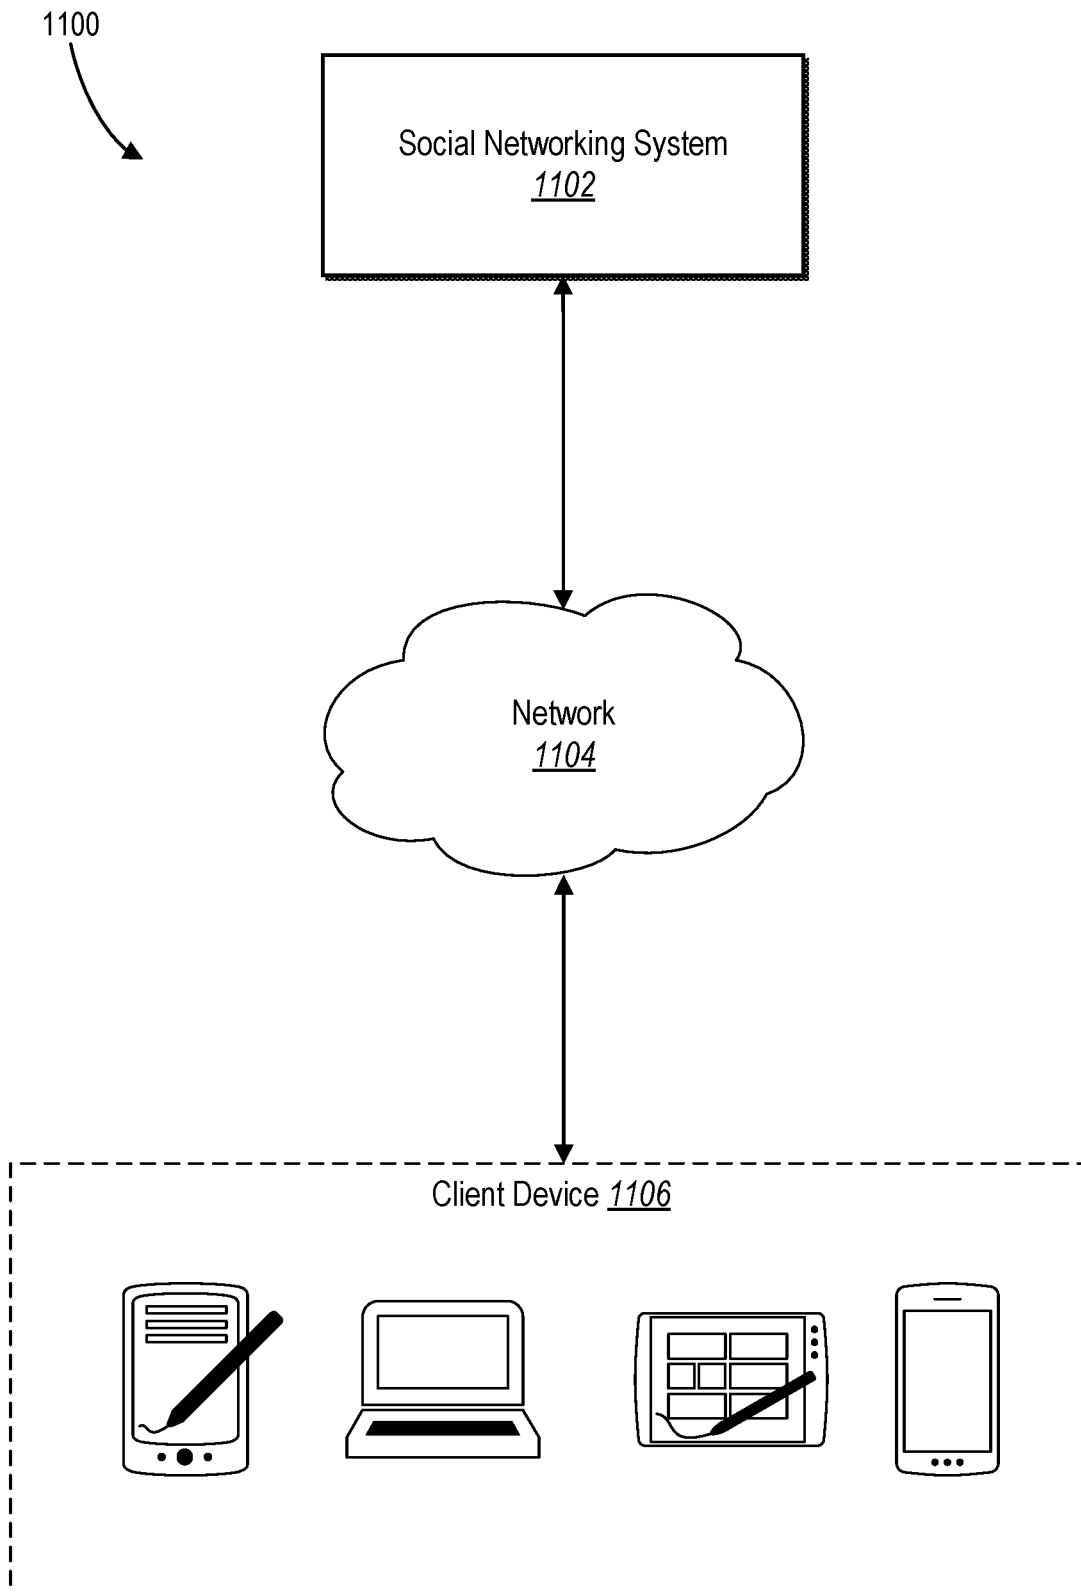 1100
Social Networking System
1102
Network
1104
Client Device 1106